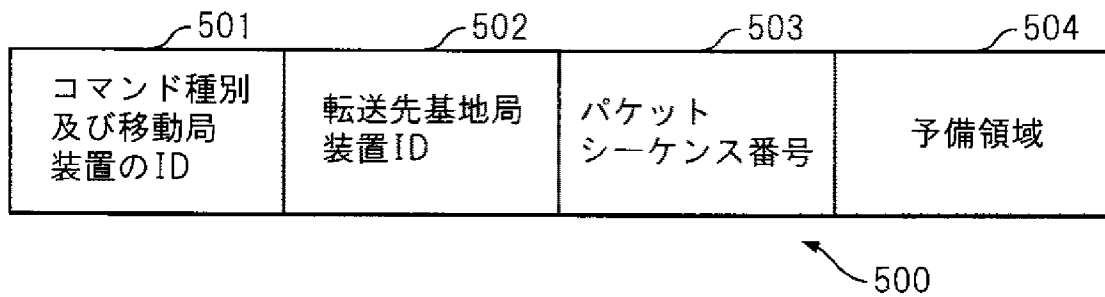 501
502
503
504
コマンド種別
及び移動局
装置のID
転送先基地局
装置ID
パケット
シーケンス番号
予備領域
500